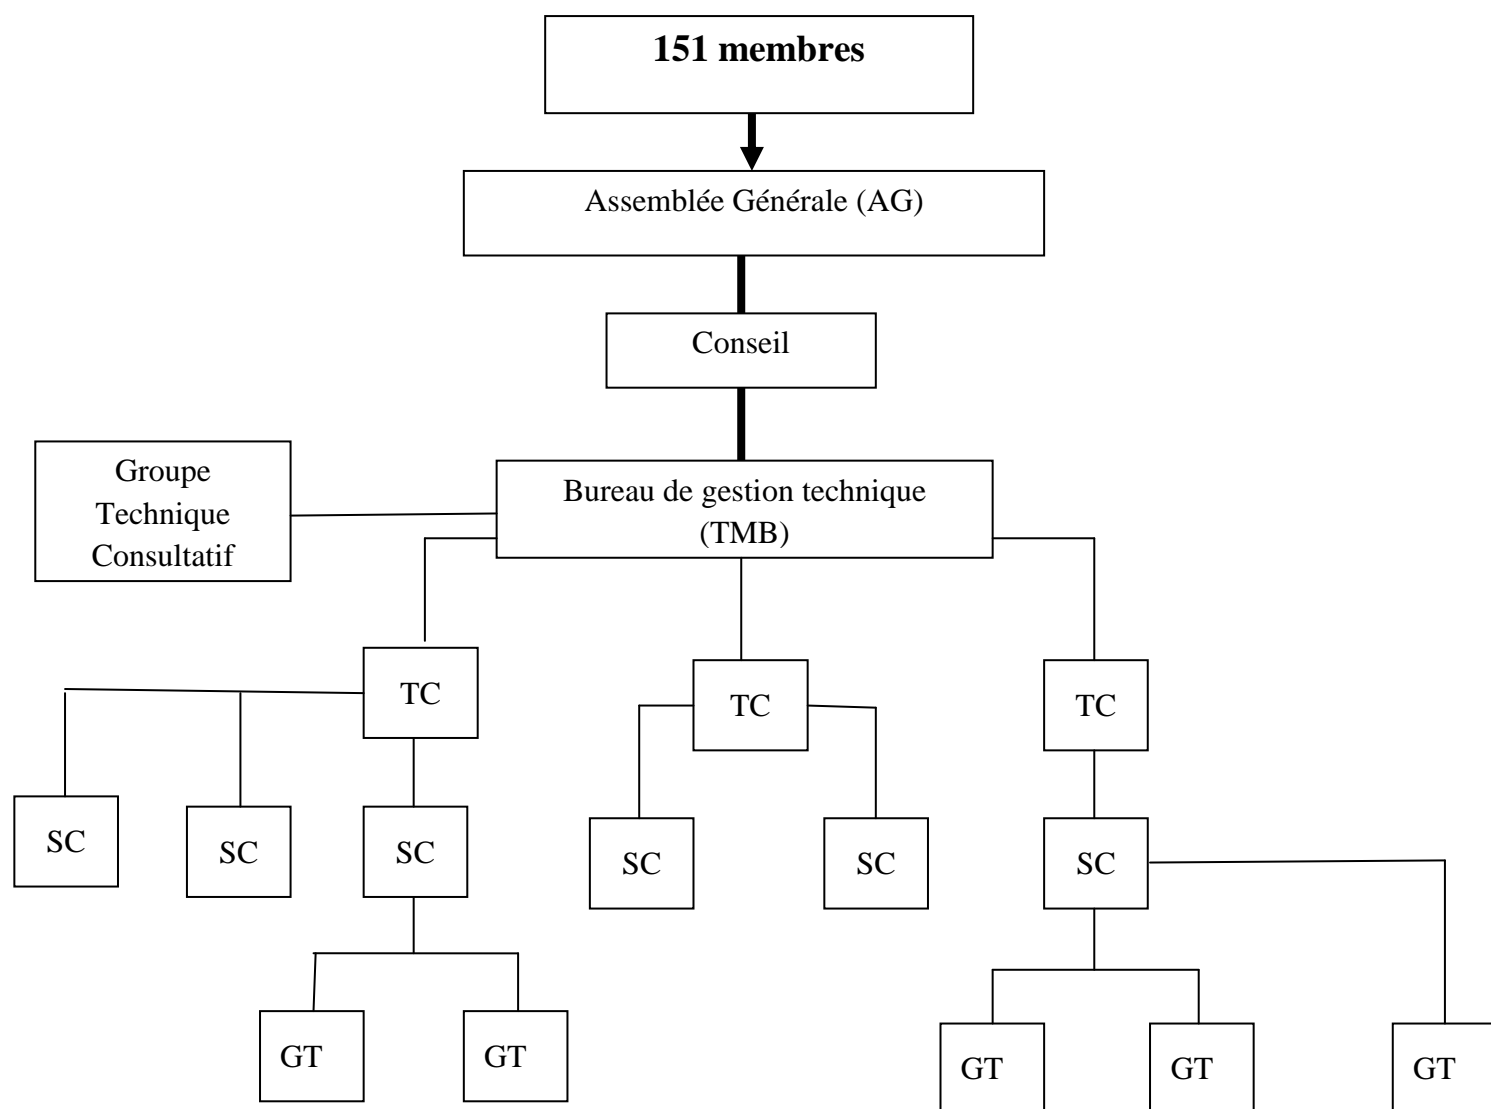 151 membres
Assemblée Générale (AG)
Conseil
Groupe
Technique
Consultatif
Bureau de gestion technique
(TMB)
TC
TC
TC
SC
SC
SC
SC
SC
SC
GT
GT
GT
GT
GT